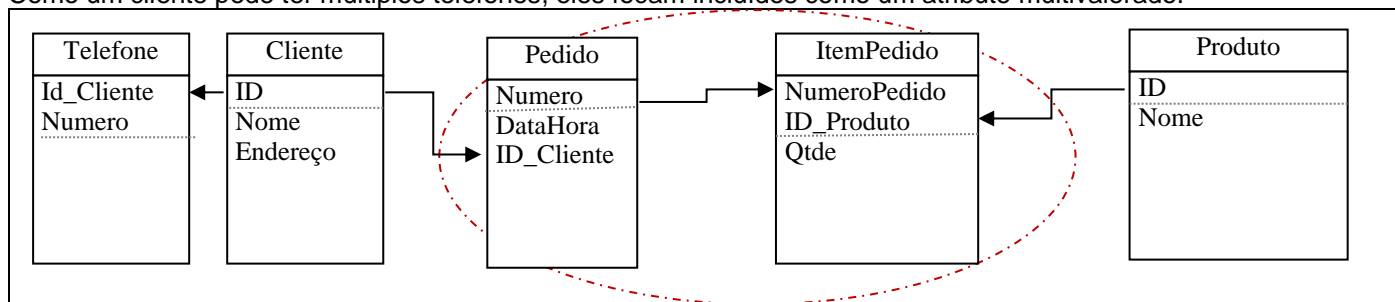 Como um cliente pode ter múltiplos telefones, eles focam incluídos como um atributo multivalorado.
Telefone
Id_Cliente
Numero
Cliente
ID
Nome
Endereço
Pedido
Numero
DataHora
ID_Cliente
ItemPedido
NumeroPedido
ID_Produto
Qtde
Produto
ID
Nome